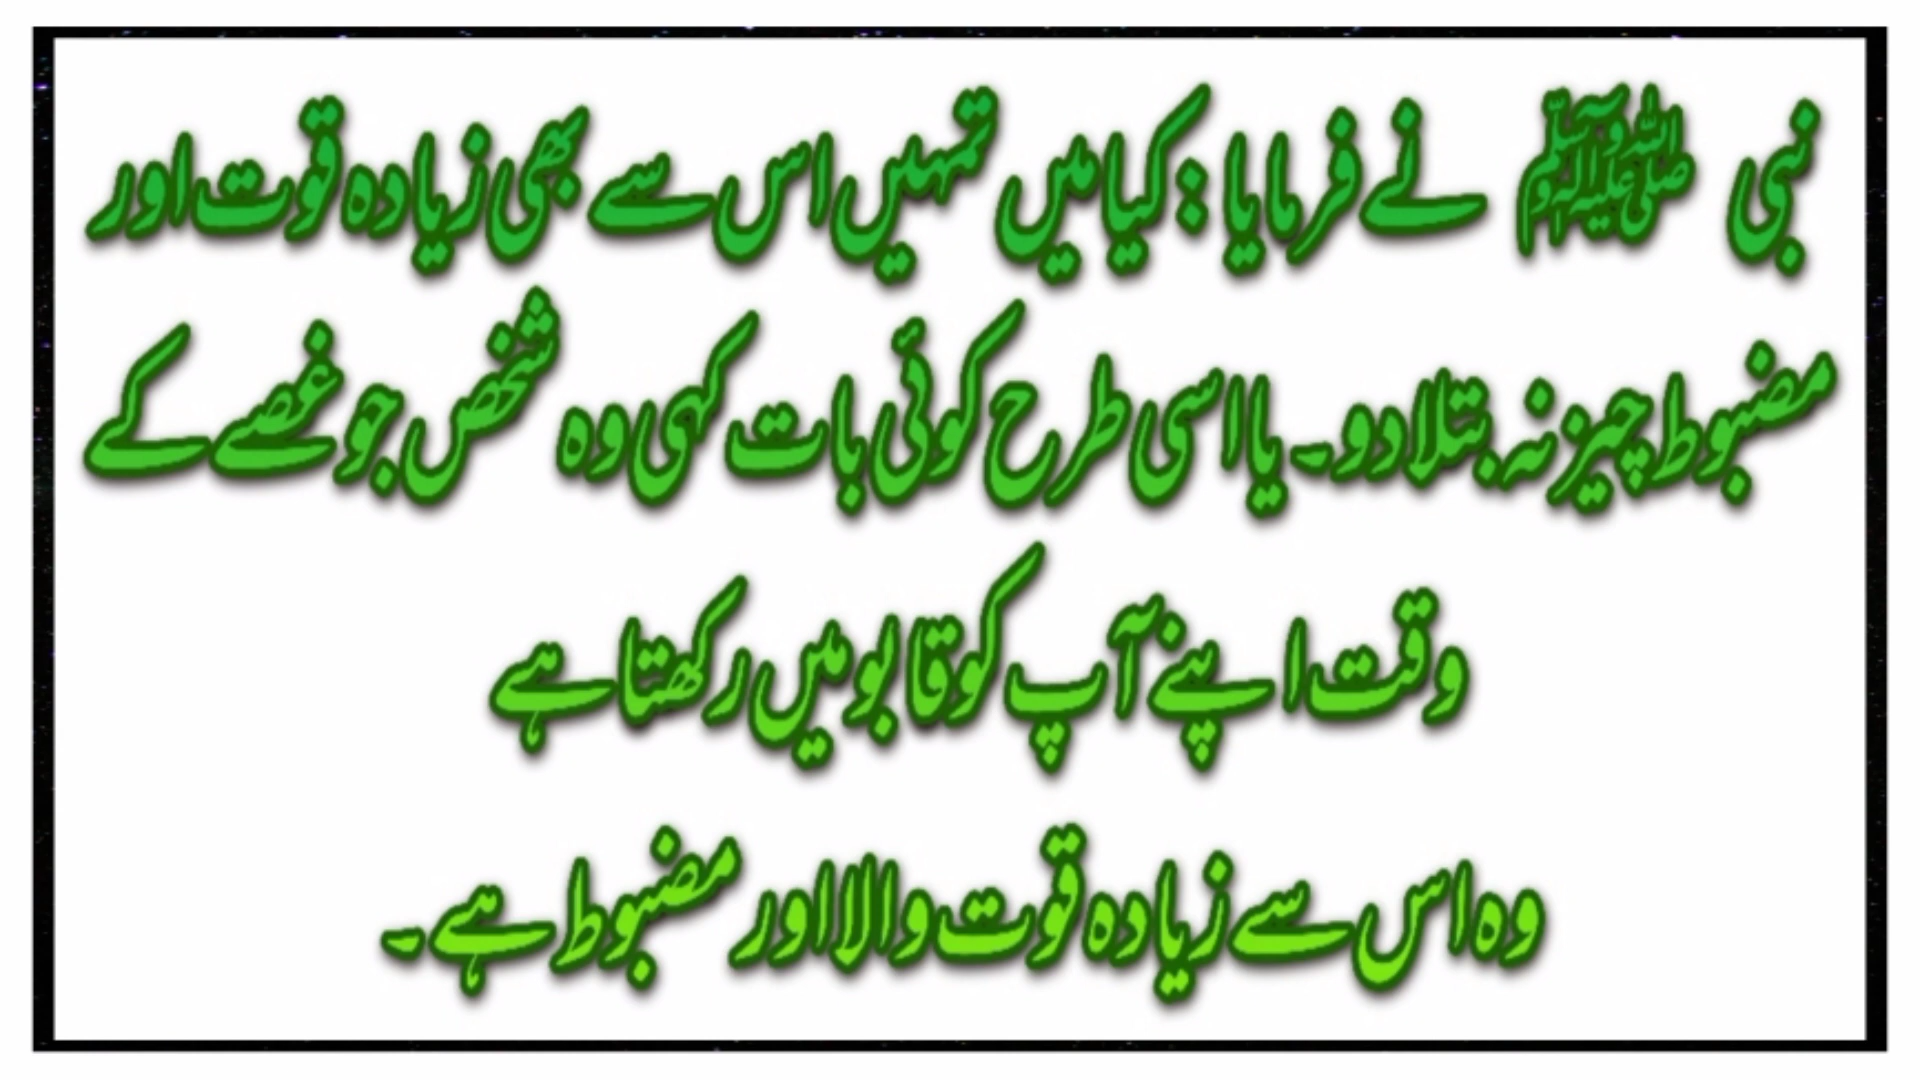 نبی ﷺ نے فرمایا : کیا میں تمہیں اس سے بھی زیادہ قوت اور
مضبوط چیز نہ بتلا دو۔ یا اسی طرح کوئی بات کہی وہ شخص جو غصے کے
وقت اپنے آپ کو قابو میں رکھتا ہے
وہ اس سے زیادہ قوت والا اور مضبوط ہے۔